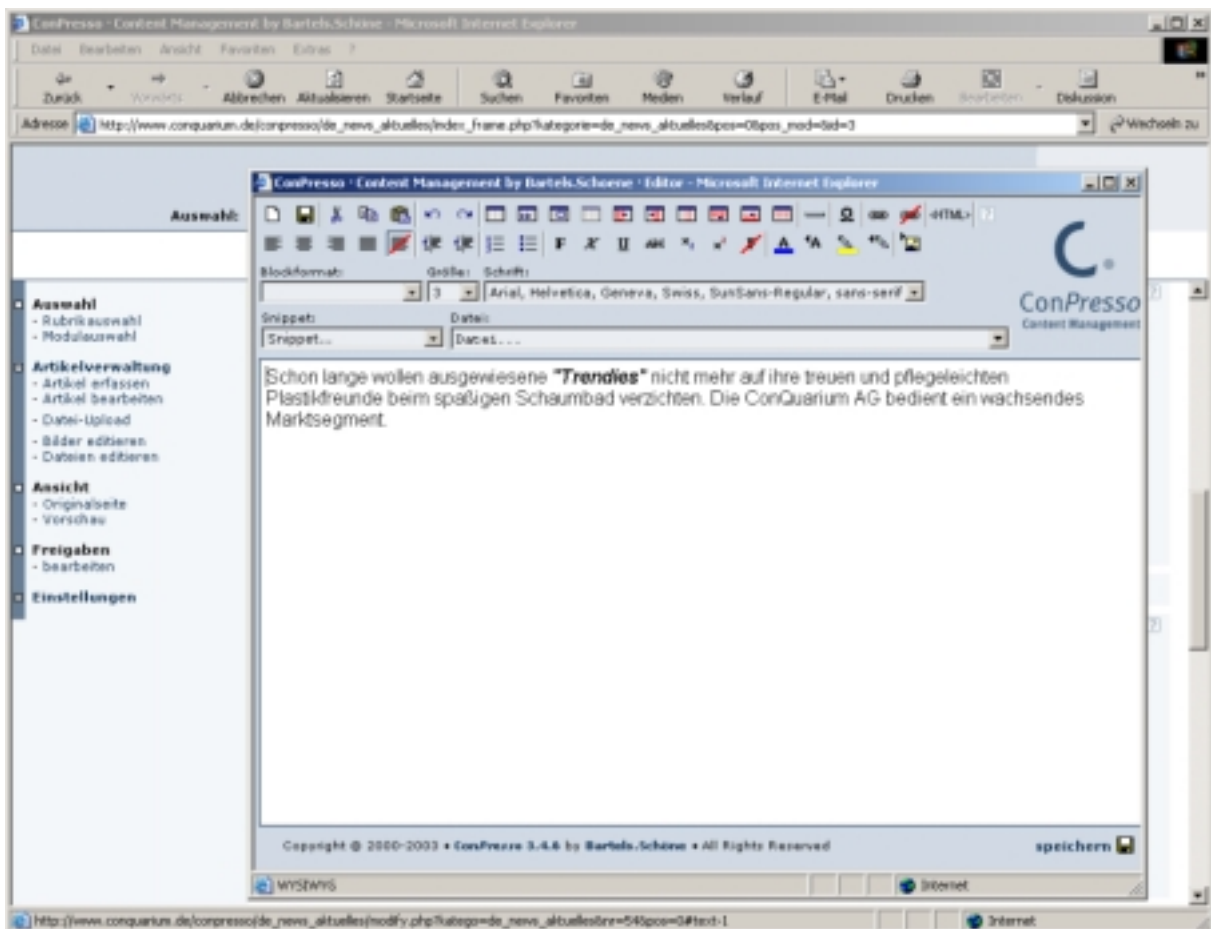 ConPresso · Content Management by Bartels.Schöne - Microsoft Internet Explorer
Datei Bearbeiten Ansicht Favoriten Extras ?
Zurück Vorwärts Abbrechen Aktualisieren Startseite Suchen Favoriten Medien Verlauf E-Mail Drucken Bearbeiten Diskussion
Adresse http://www.conquarium.de/conpresso/de_news_aktuelles/index_frame.php?kategorie=de_news_aktuelles&pos=0&pos_mod=&id=3 Wechseln zu
Auswahl:
Auswahl
- Rubrikauswahl
- Modulauswahl
Artikelverwaltung
- Artikel erfassen
- Artikel bearbeiten
- Datei-Upload
- Bilder editieren
- Dateien editieren
Ansicht
- Originalseite
- Vorschau
Freigaben
- bearbeiten
Einstellungen
ConPresso · Content Management by Bartels.Schoene · Editor - Microsoft Internet Explorer
<HTML>
F K U ABC
Blockformat: Größe: Schrift:
3 Arial, Helvetica, Geneva, Swiss, SunSans-Regular, sans-serif
Snippet: Datei:
Snippet... Datei...
C.
ConPresso
Content Management
Schon lange wollen ausgewiesene "Trendies" nicht mehr auf ihre treuen und pflegeleichten
Plastikfreunde beim spaßigen Schaumbad verzichten. Die ConQuarium AG bedient ein wachsendes
Marktsegment.
Copyright © 2000-2003 • ConPresso 3.4.6 by Bartels.Schöne • All Rights Reserved
speichern
WYSIWYG Internet
http://www.conquarium.de/conpresso/de_news_aktuelles/modify.php?katego=de_news_aktuelles&nr=54&pos=0#text-1 Internet